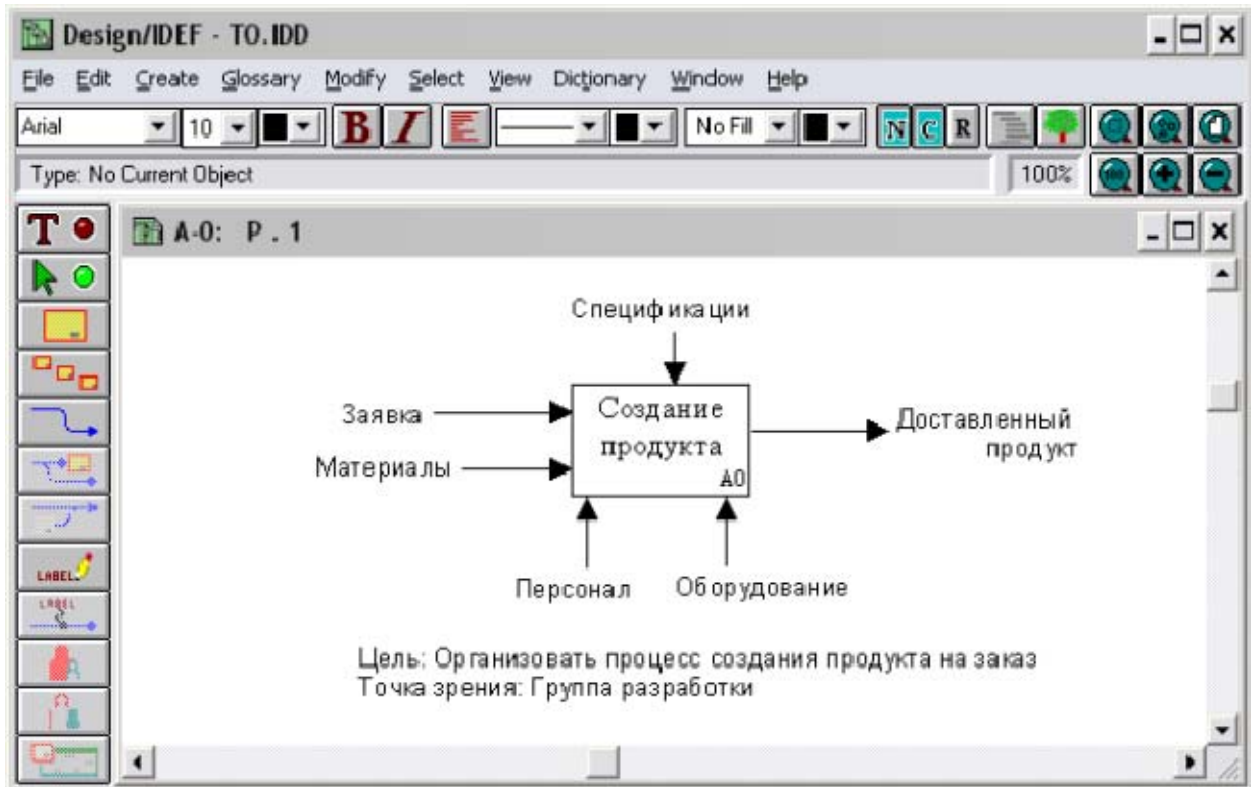 Design/IDEF - TO.IDD
File Edit Create Glossary Modify Select View Dictionary Window Help
Arial 10 B I No Fill N C R
Type: No Current Object 100%
T
A-0: P . 1
LABEL
LABEL
Спецификации
Заявка
Создание
продукта
A0
Доставленный
продукт
Материалы
Персонал
Оборудование
Цель: Организовать процесс создания продукта на заказ
Точка зрения: Группа разработки